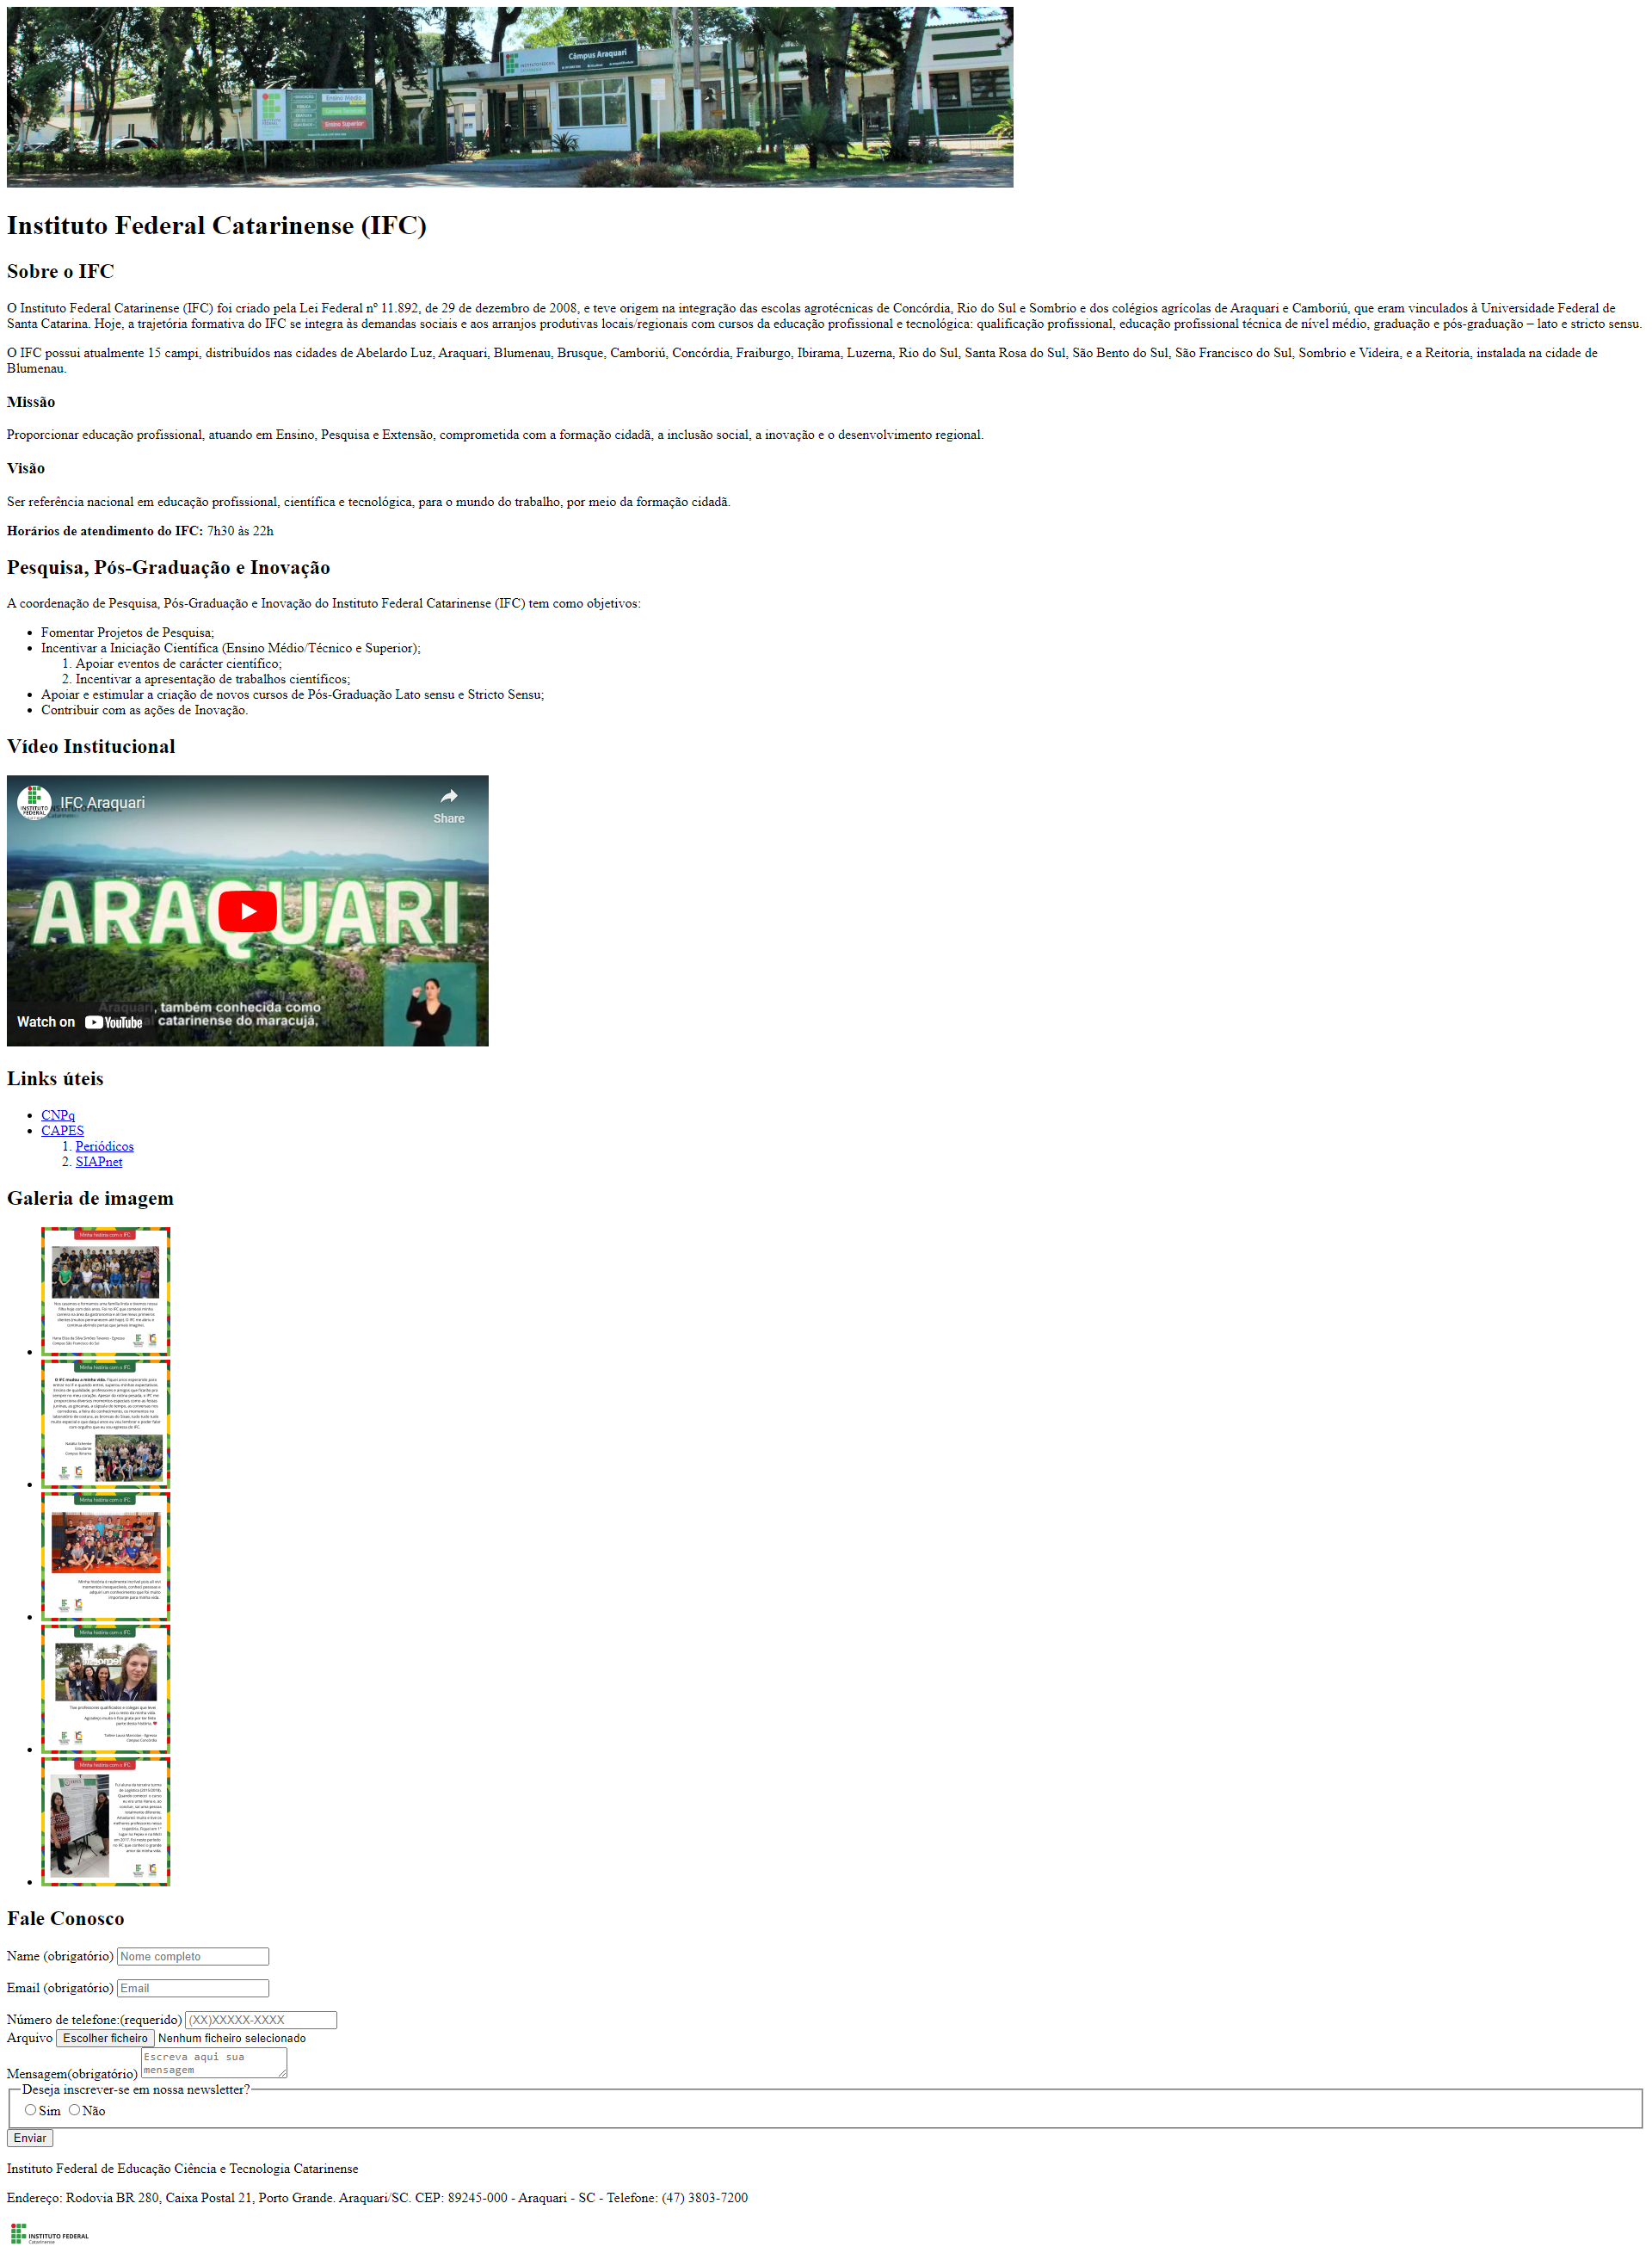 Câmpus Araquari
INSTITUTO FEDERAL
Ensino Médio
Ensino Superior
Instituto Federal Catarinense (IFC)
Sobre o IFC
O Instituto Federal Catarinense (IFC) foi criado pela Lei Federal nº 11.892, de 29 de dezembro de 2008, e teve origem na integração das escolas agrotécnicas de Concórdia, Rio do Sul e Sombrio e dos colégios agrícolas de Araquari e Camboriú, que eram vinculados à Universidade Federal de
Santa Catarina. Hoje, a trajetória formativa do IFC se integra às demandas sociais e aos arranjos produtivas locais/regionais com cursos da educação profissional e tecnológica: qualificação profissional, educação profissional técnica de nível médio, graduação e pós-graduação – lato e stricto sensu.
O IFC possui atualmente 15 campi, distribuídos nas cidades de Abelardo Luz, Araquari, Blumenau, Brusque, Camboriú, Concórdia, Fraiburgo, Ibirama, Luzerna, Rio do Sul, Santa Rosa do Sul, São Bento do Sul, São Francisco do Sul, Sombrio e Videira, e a Reitoria, instalada na cidade de
Blumenau.
Missão
Proporcionar educação profissional, atuando em Ensino, Pesquisa e Extensão, comprometida com a formação cidadã, a inclusão social, a inovação e o desenvolvimento regional.
Visão
Ser referência nacional em educação profissional, científica e tecnológica, para o mundo do trabalho, por meio da formação cidadã.
Horários de atendimento do IFC: 7h30 às 22h
Pesquisa, Pós-Graduação e Inovação
A coordenação de Pesquisa, Pós-Graduação e Inovação do Instituto Federal Catarinense (IFC) tem como objetivos:
• Fomentar Projetos de Pesquisa;
• Incentivar a Iniciação Científica (Ensino Médio/Técnico e Superior);
1. Apoiar eventos de carácter científico;
2. Incentivar a apresentação de trabalhos científicos;
• Apoiar e estimular a criação de novos cursos de Pós-Graduação Lato sensu e Stricto Sensu;
• Contribuir com as ações de Inovação.
Vídeo Institucional
INSTITUTO FEDERAL
IFC Araquari
Share
ARAQUARI
Araquari, também conhecida como
catarinense do maracujá,
Watch on YouTube
Links úteis
• CNPq
• CAPES
1. Periódicos
2. SIAPnet
Galeria de imagem
Minha história com o IFC.
Minha história com o IFC.
O IFC mudou a minha vida.
Minha história com o IFC.
Minha história com o IFC.
Minha história com o IFC.
Fale Conosco
Name (obrigatório) Nome completo
Email (obrigatório) Email
Número de telefone:(requerido) (XX)XXXXX-XXXX
Arquivo Escolher ficheiro Nenhum ficheiro selecionado
Mensagem(obrigatório) Escreva aqui sua
mensagem
Deseja inscrever-se em nossa newsletter?
Sim Não
Enviar
Instituto Federal de Educação Ciência e Tecnologia Catarinense
Endereço: Rodovia BR 280, Caixa Postal 21, Porto Grande. Araquari/SC. CEP: 89245-000 - Araquari - SC - Telefone: (47) 3803-7200
INSTITUTO FEDERAL
Catarinense